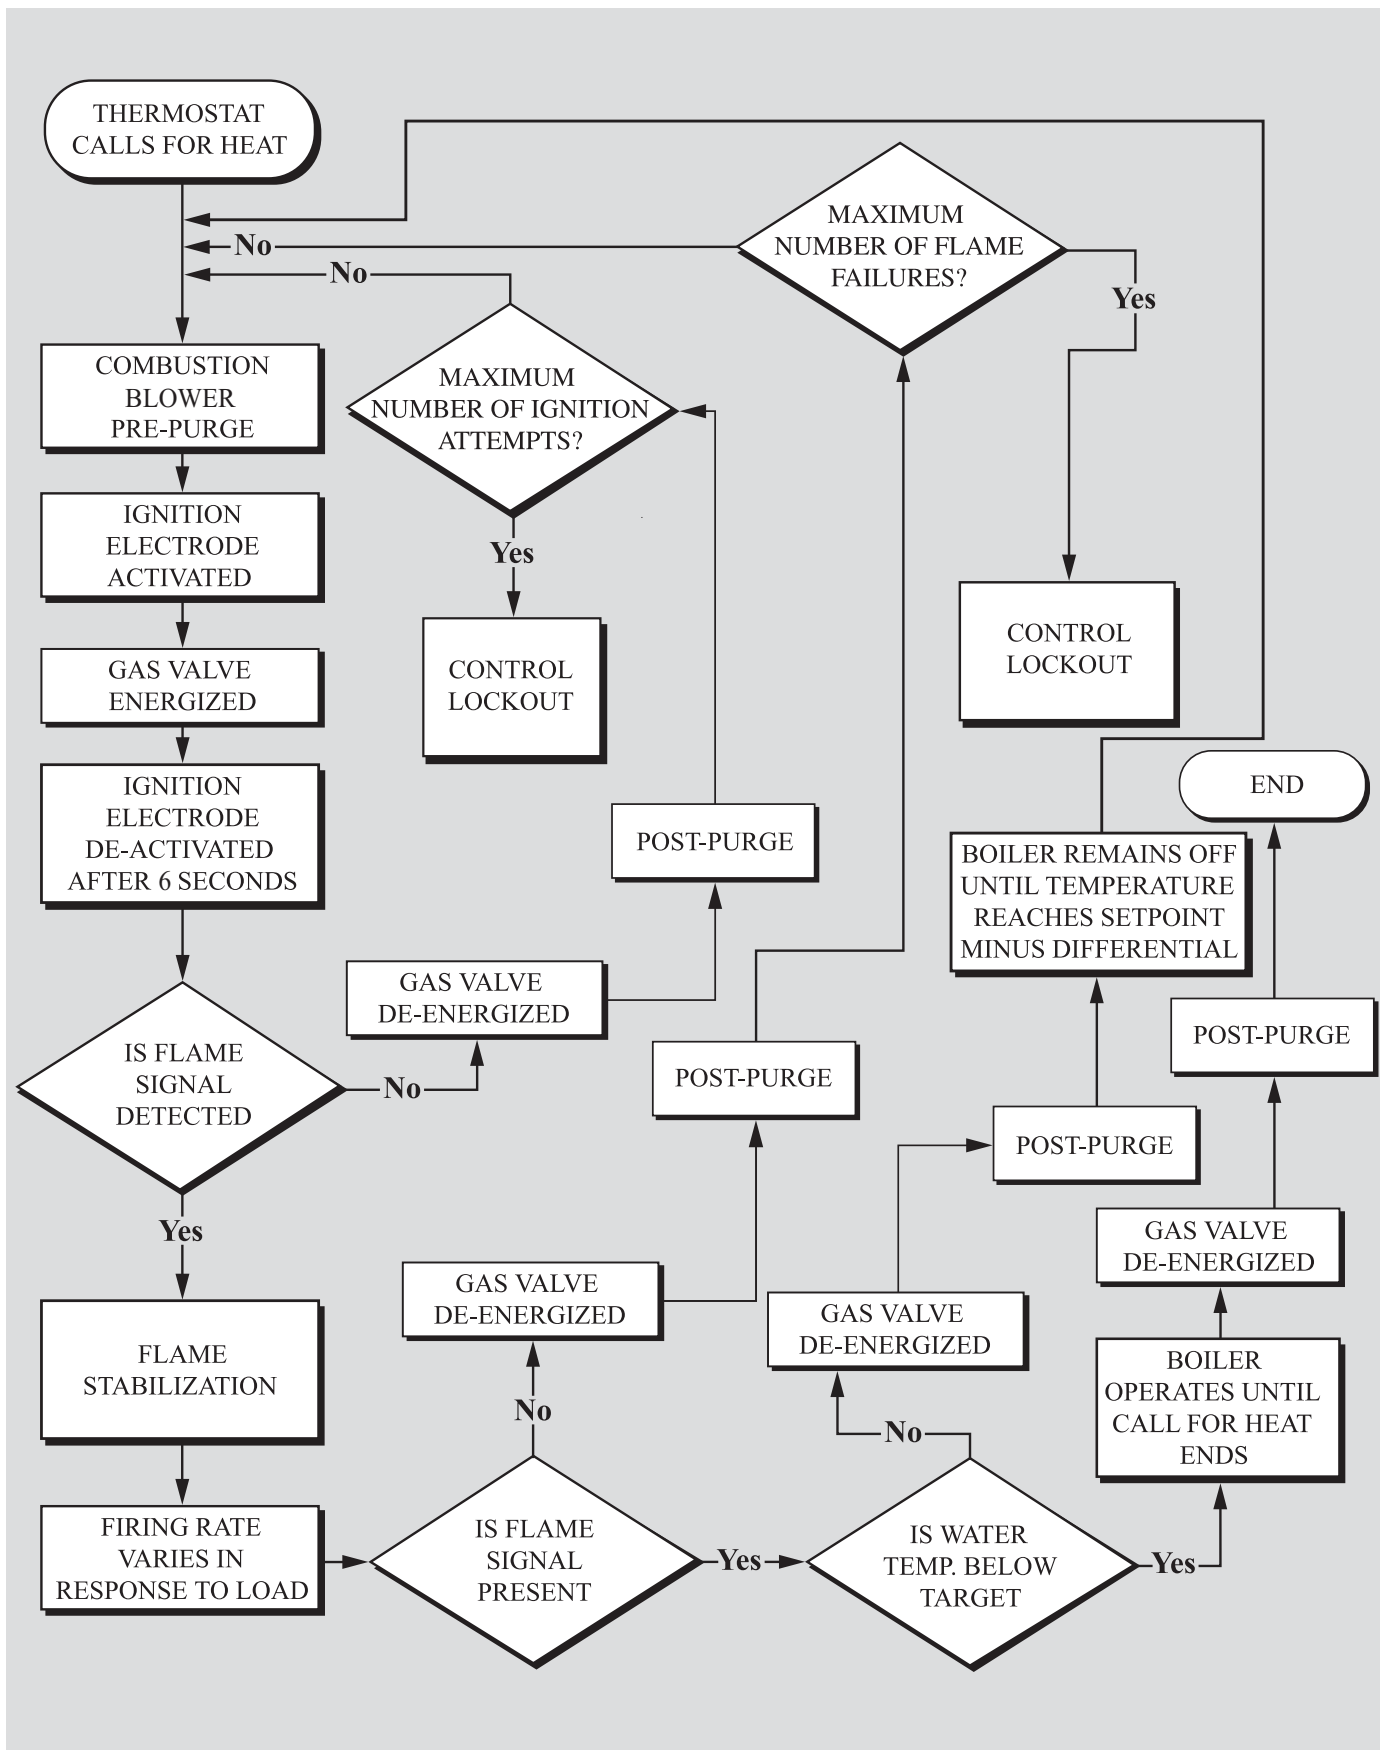 THERMOSTAT
CALLS FOR HEAT
MAXIMUM
NUMBER OF FLAME
FAILURES?
No
No
Yes
COMBUSTION
BLOWER
PRE-PURGE
MAXIMUM
NUMBER OF IGNITION
ATTEMPTS?
IGNITION
ELECTRODE
ACTIVATED
Yes
CONTROL
LOCKOUT
CONTROL
LOCKOUT
GAS VALVE
ENERGIZED
IGNITION
ELECTRODE
DE-ACTIVATED
AFTER 6 SECONDS
POST-PURGE
END
BOILER REMAINS OFF
UNTIL TEMPERATURE
REACHES SETPOINT
MINUS DIFFERENTIAL
GAS VALVE
DE-ENERGIZED
IS FLAME
SIGNAL
DETECTED
No
POST-PURGE
POST-PURGE
POST-PURGE
Yes
GAS VALVE
DE-ENERGIZED
GAS VALVE
DE-ENERGIZED
GAS VALVE
DE-ENERGIZED
FLAME
STABILIZATION
BOILER
OPERATES UNTIL
CALL FOR HEAT
ENDS
No
No
FIRING RATE
VARIES IN
RESPONSE TO LOAD
IS FLAME
SIGNAL
PRESENT
Yes
IS WATER
TEMP. BELOW
TARGET
Yes